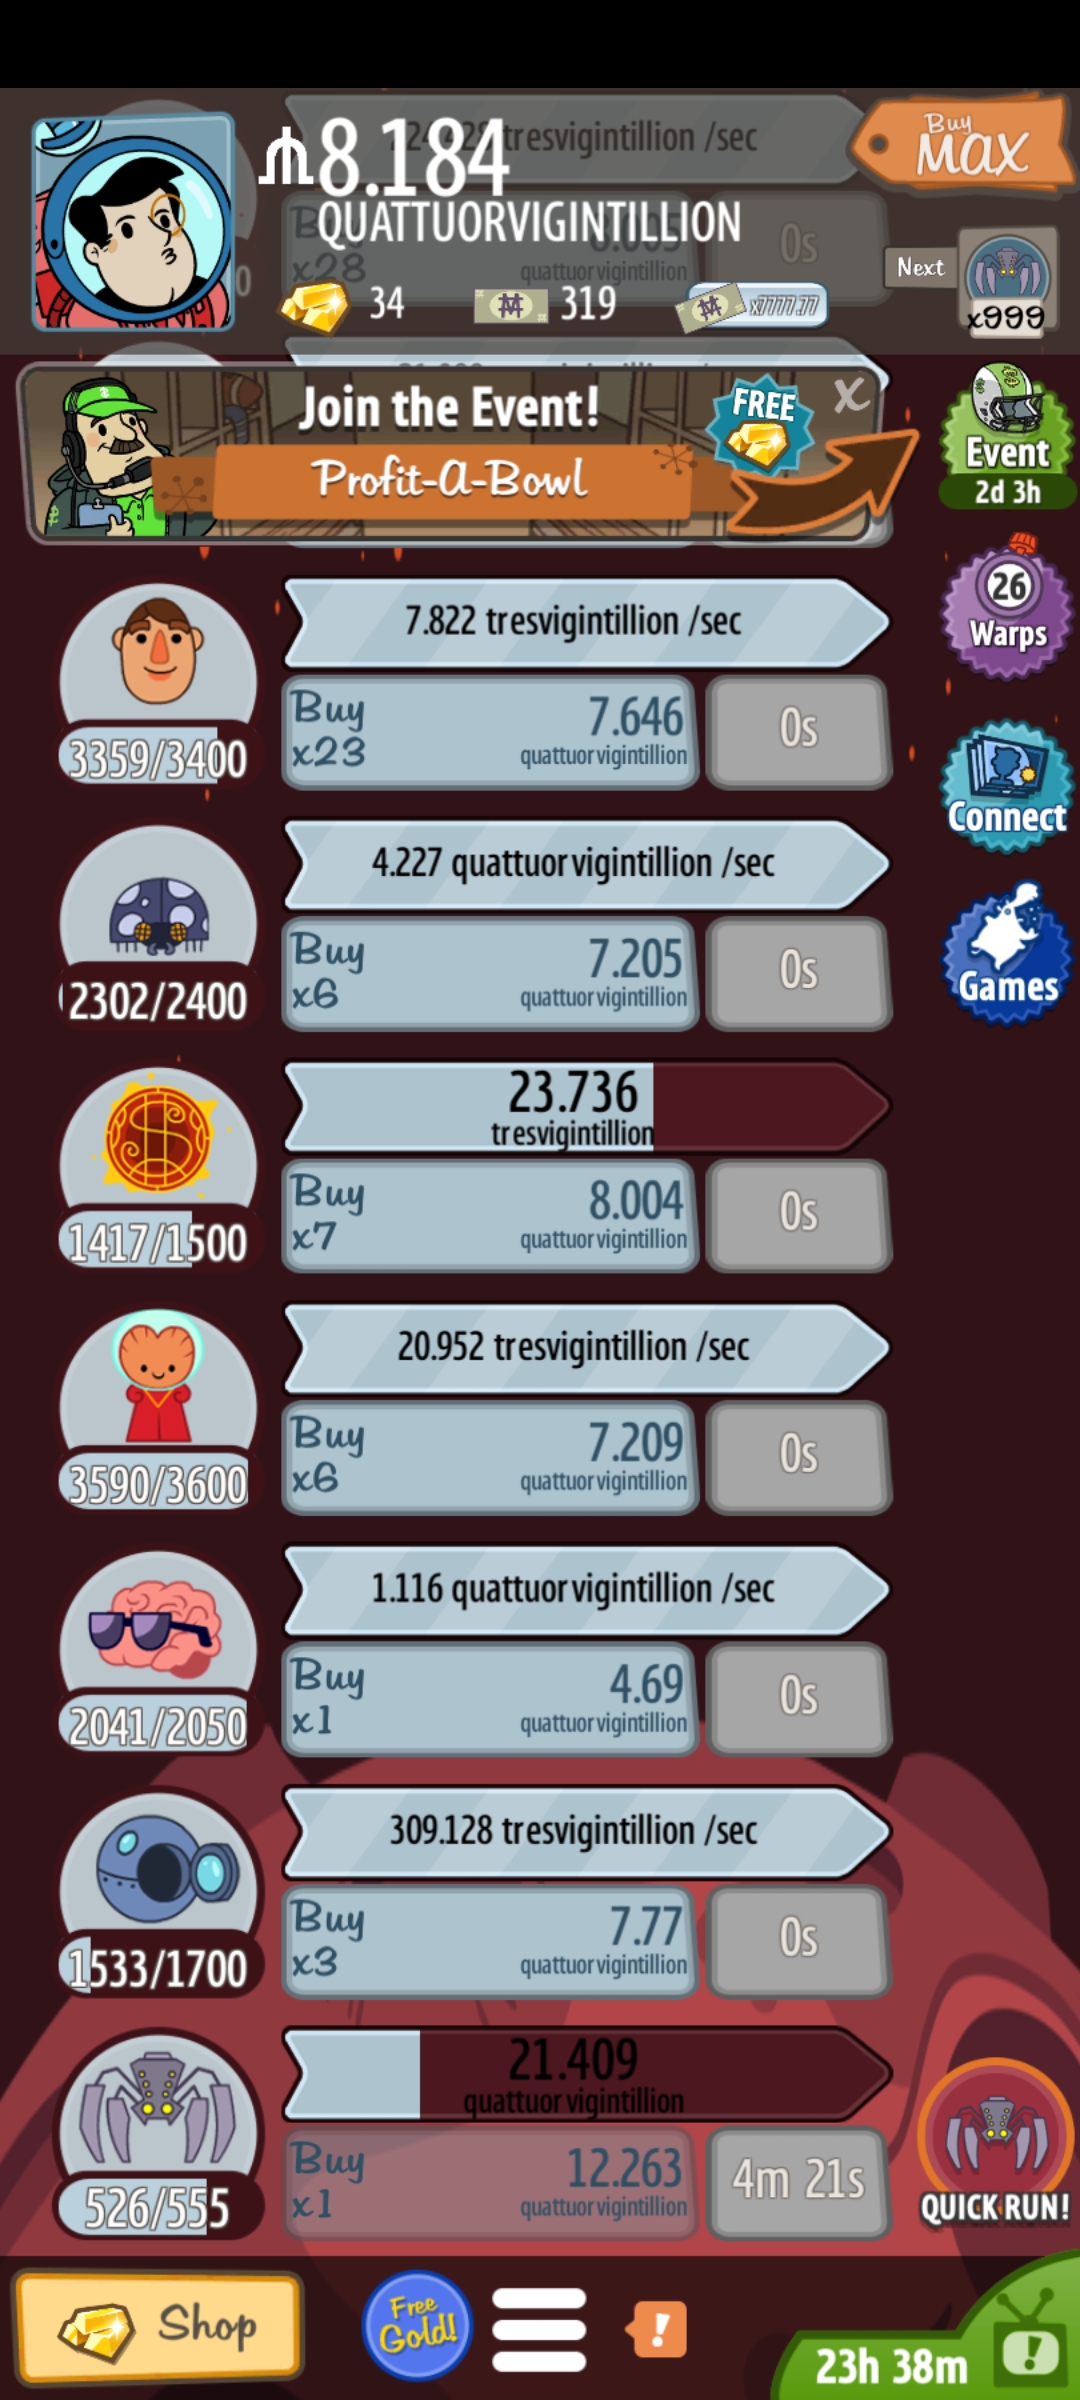 8.184
QUATTUORVIGINTILLION
tresvigintillion /sec
Buy
MAX
x28
quattuorvigintillion
0s
34
319
x7777.77
Next
x999
Join the Event!
FREE
X
Profit-A-Bowl
Event
2d 3h
26
Warps
Connect
Games
7.822 tresvigintillion /sec
3359/3400
Buy
x23
7.646
quattuorvigintillion
0s
4.227 quattuorvigintillion /sec
2302/2400
Buy
x6
7.205
quattuorvigintillion
0s
23.736
tresvigintillion
1417/1500
Buy
x7
8.004
quattuorvigintillion
0s
20.952 tresvigintillion /sec
3590/3600
Buy
x6
7.209
quattuorvigintillion
0s
1.116 quattuorvigintillion /sec
2041/2050
Buy
x1
4.69
quattuorvigintillion
0s
309.128 tresvigintillion /sec
1533/1700
Buy
x3
7.77
quattuorvigintillion
0s
21.409
quattuorvigintillion
526/555
Buy
x1
12.263
quattuorvigintillion
4m 21s
QUICK RUN!
Shop
Free
Gold!
!
23h 38m
!